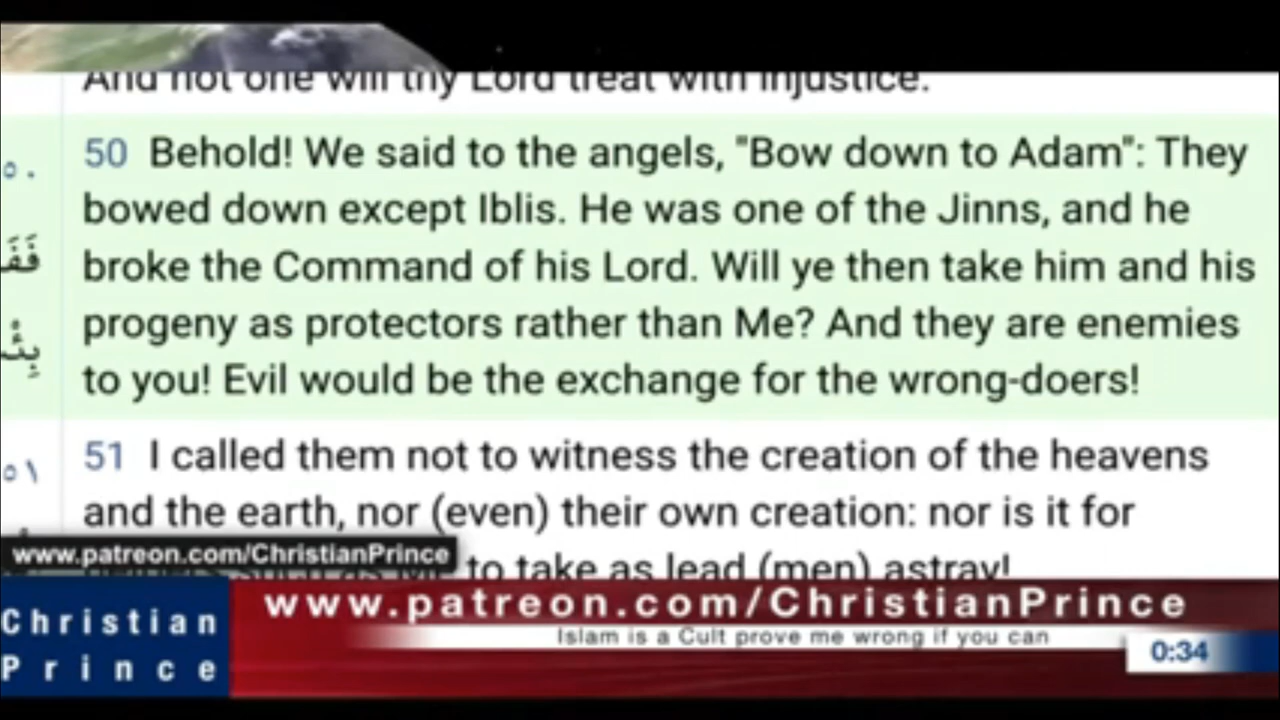 And not one will thy Lord treat with injustice.
٥٠
50 Behold! We said to the angels, "Bow down to Adam": They
bowed down except Iblis. He was one of the Jinns, and he
broke the Command of his Lord. Will ye then take him and his
progeny as protectors rather than Me? And they are enemies
to you! Evil would be the exchange for the wrong-doers!
٥١
51 I called them not to witness the creation of the heavens
and the earth, nor (even) their own creation: nor is it for
www.patreon.com/ChristianPrince
such as Me to take as lead (men) astray!
www.patreon.com/ChristianPrince
Islam is a Cult prove me wrong if you can
Christian
Prince
0:34